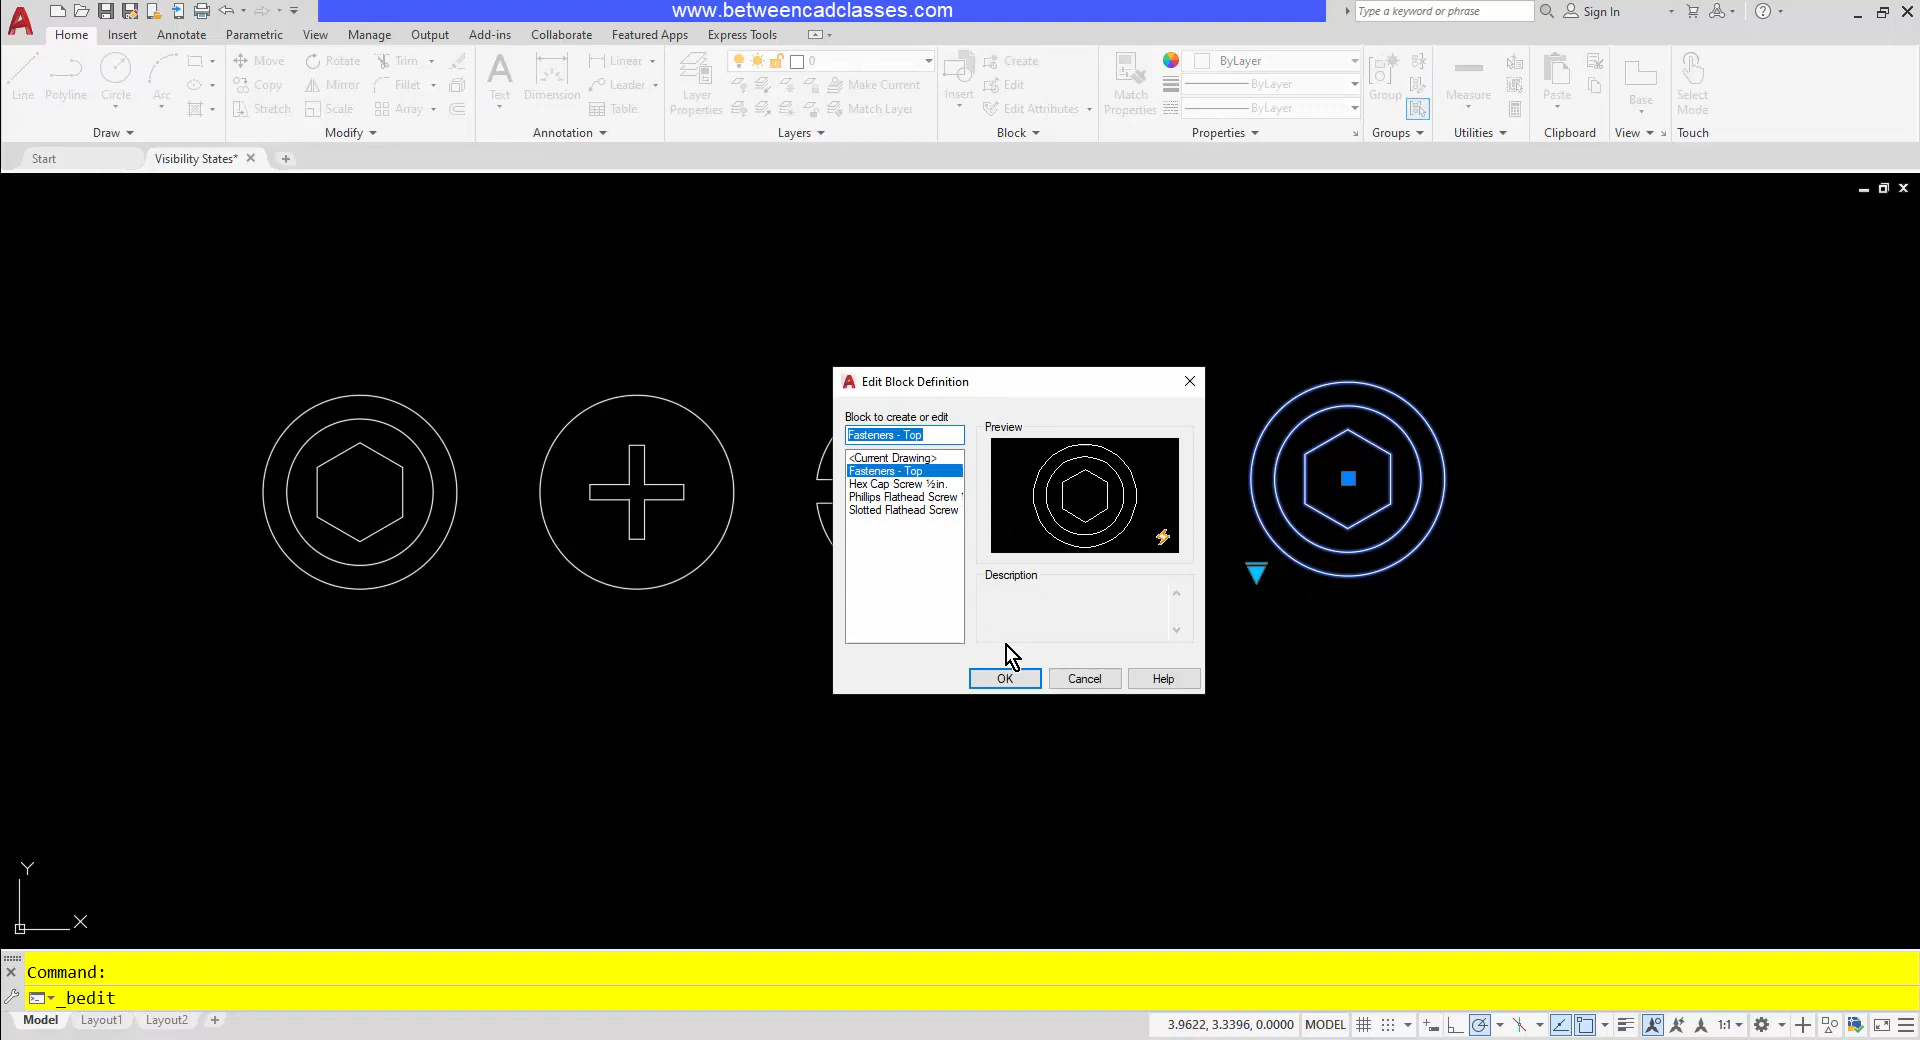 www.betweencadclasses.com
Type a keyword or phrase
Sign In
Home Insert Annotate Parametric View Manage Output Add-ins Collaborate Featured Apps Express Tools
Line Polyline Circle Arc
Draw
Move Rotate Trim
Copy Mirror Fillet
Stretch Scale Array
Modify
Text Dimension
Linear
Leader
Table
Annotation
Layer
Properties
0
Make Current
Match Layer
Layers
Insert
Create
Edit
Edit Attributes
Block
Match
Properties
ByLayer
ByLayer
ByLayer
Properties
Group
Groups
Measure
Utilities
Paste
Clipboard
Base
View
Select
Mode
Touch
Start Visibility States*
Edit Block Definition
Block to create or edit
Fasteners - Top
<Current Drawing>
Fasteners - Top
Hex Cap Screw ½in.
Phillips Flathead Screw
Slotted Flathead Screw
Preview
Description
OK Cancel Help
Y
X
Command:
_bedit
Model Layout1 Layout2
3.9622, 3.3396, 0.0000 MODEL 1:1